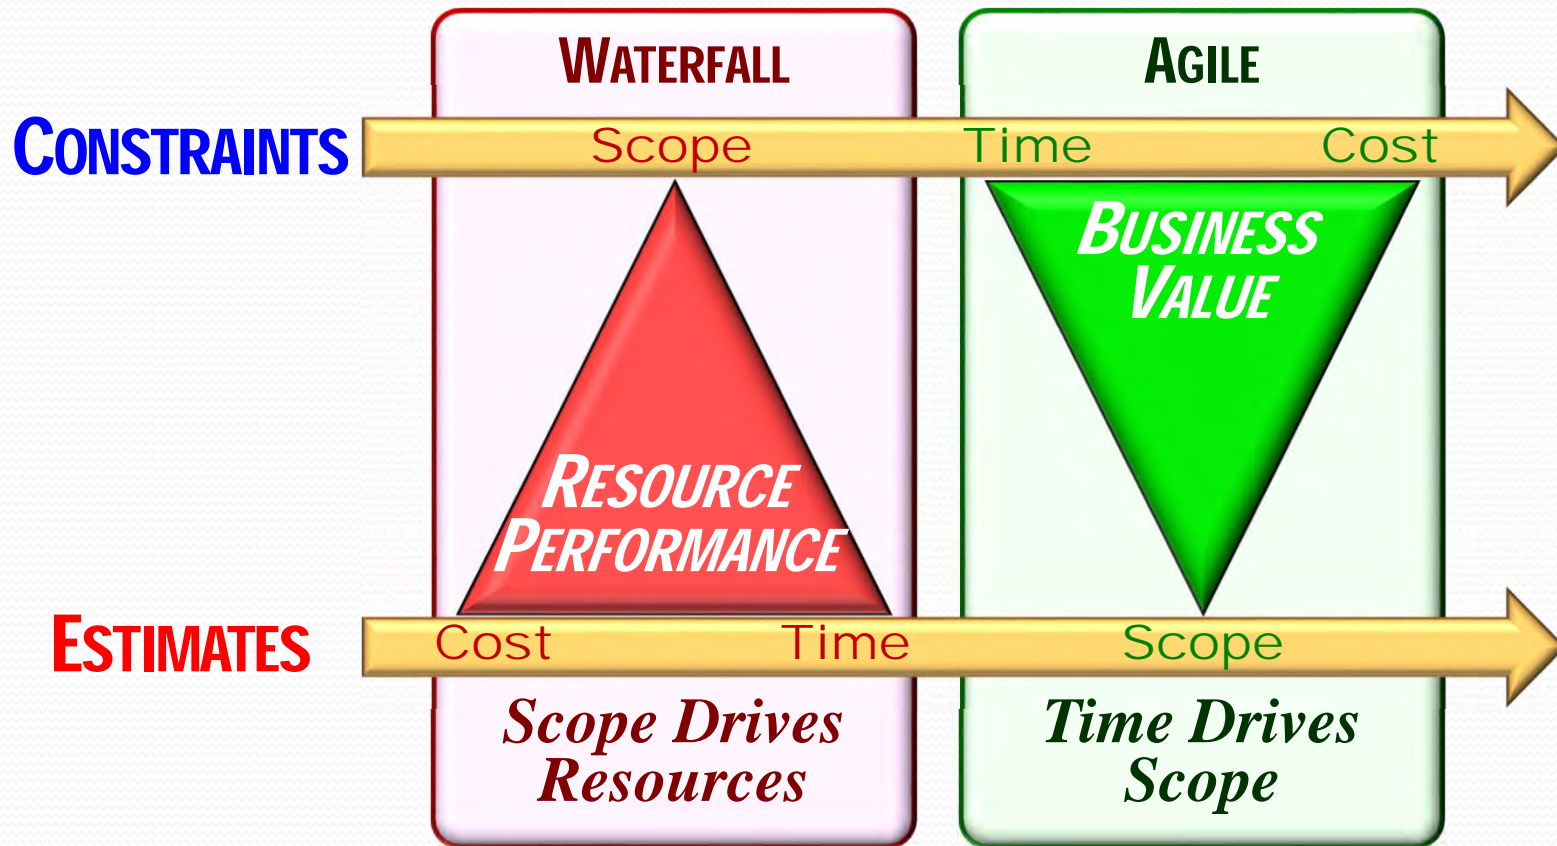 WATERFALL
AGILE
CONSTRAINTS
Scope
Time
Cost
BUSINESS
VALUE
RESOURCE
PERFORMANCE
ESTIMATES
Cost
Time
Scope
Scope Drives
Resources
Time Drives
Scope